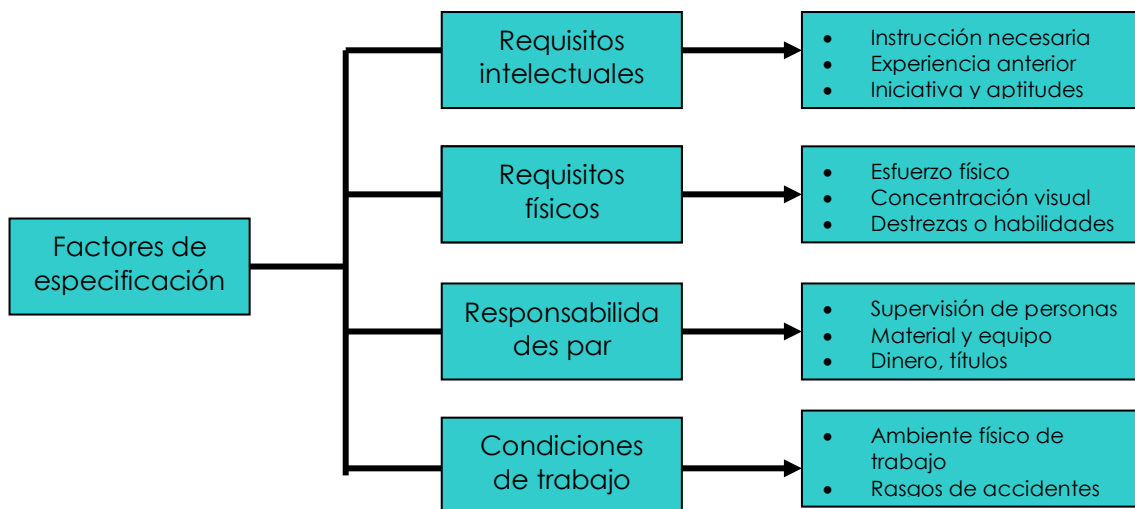 Factores de
especificación
Requisitos
intelectuales
• Instrucción necesaria
• Experiencia anterior
• Iniciativa y aptitudes
Requisitos
físicos
• Esfuerzo físico
• Concentración visual
• Destrezas o habilidades
Responsabilida
des par
• Supervisión de personas
• Material y equipo
• Dinero, títulos
Condiciones
de trabajo
• Ambiente físico de
trabajo
• Rasgos de accidentes